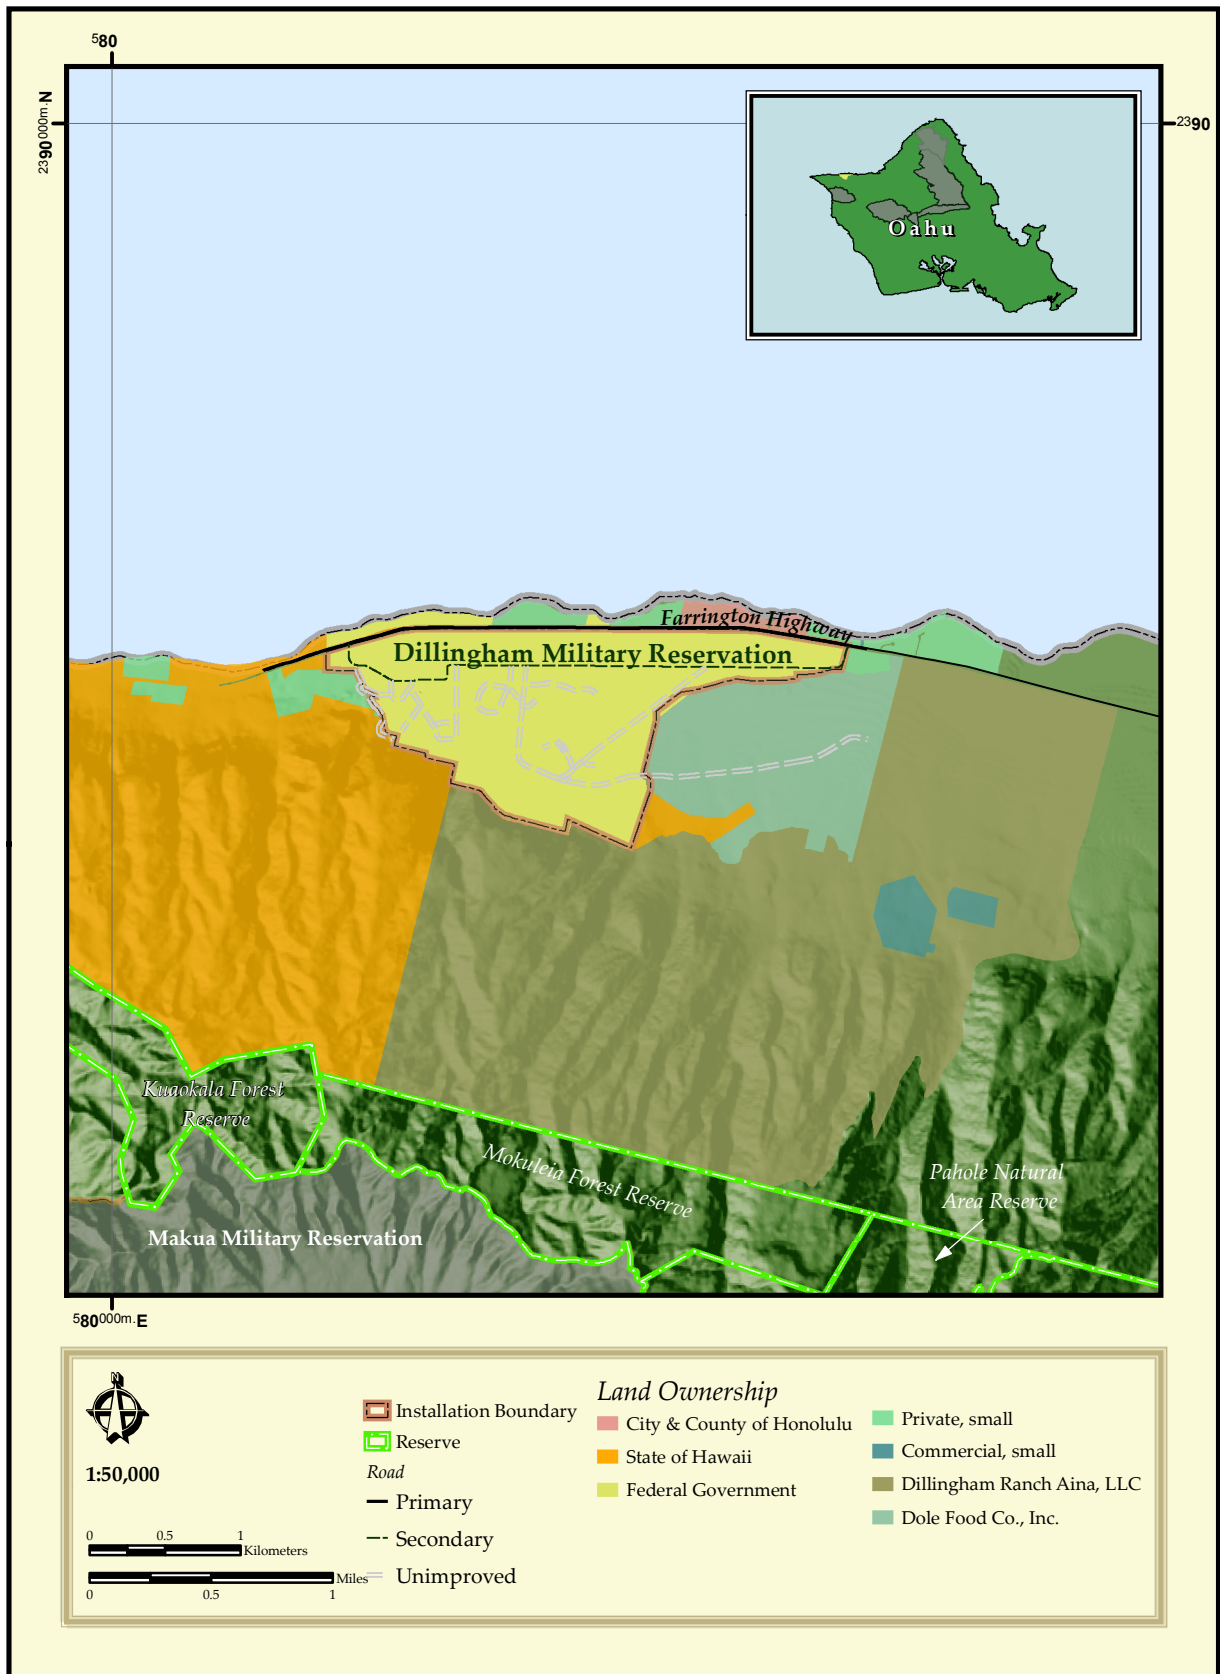 580
2390000m. N
2390
Oahu
Farrington Highway
Dillingham Military Reservation
Kuaokala Forest
Reserve
Mokuleia Forest Reserve
Pahole Natural
Area Reserve
Makua Military Reservation
580000m. E
N
1:50,000
0 0.5 1
Kilometers
Miles
0 0.5 1
Installation Boundary
Reserve
Road
Primary
Secondary
Unimproved
Land Ownership
City & County of Honolulu
State of Hawaii
Federal Government
Private, small
Commercial, small
Dillingham Ranch Aina, LLC
Dole Food Co., Inc.